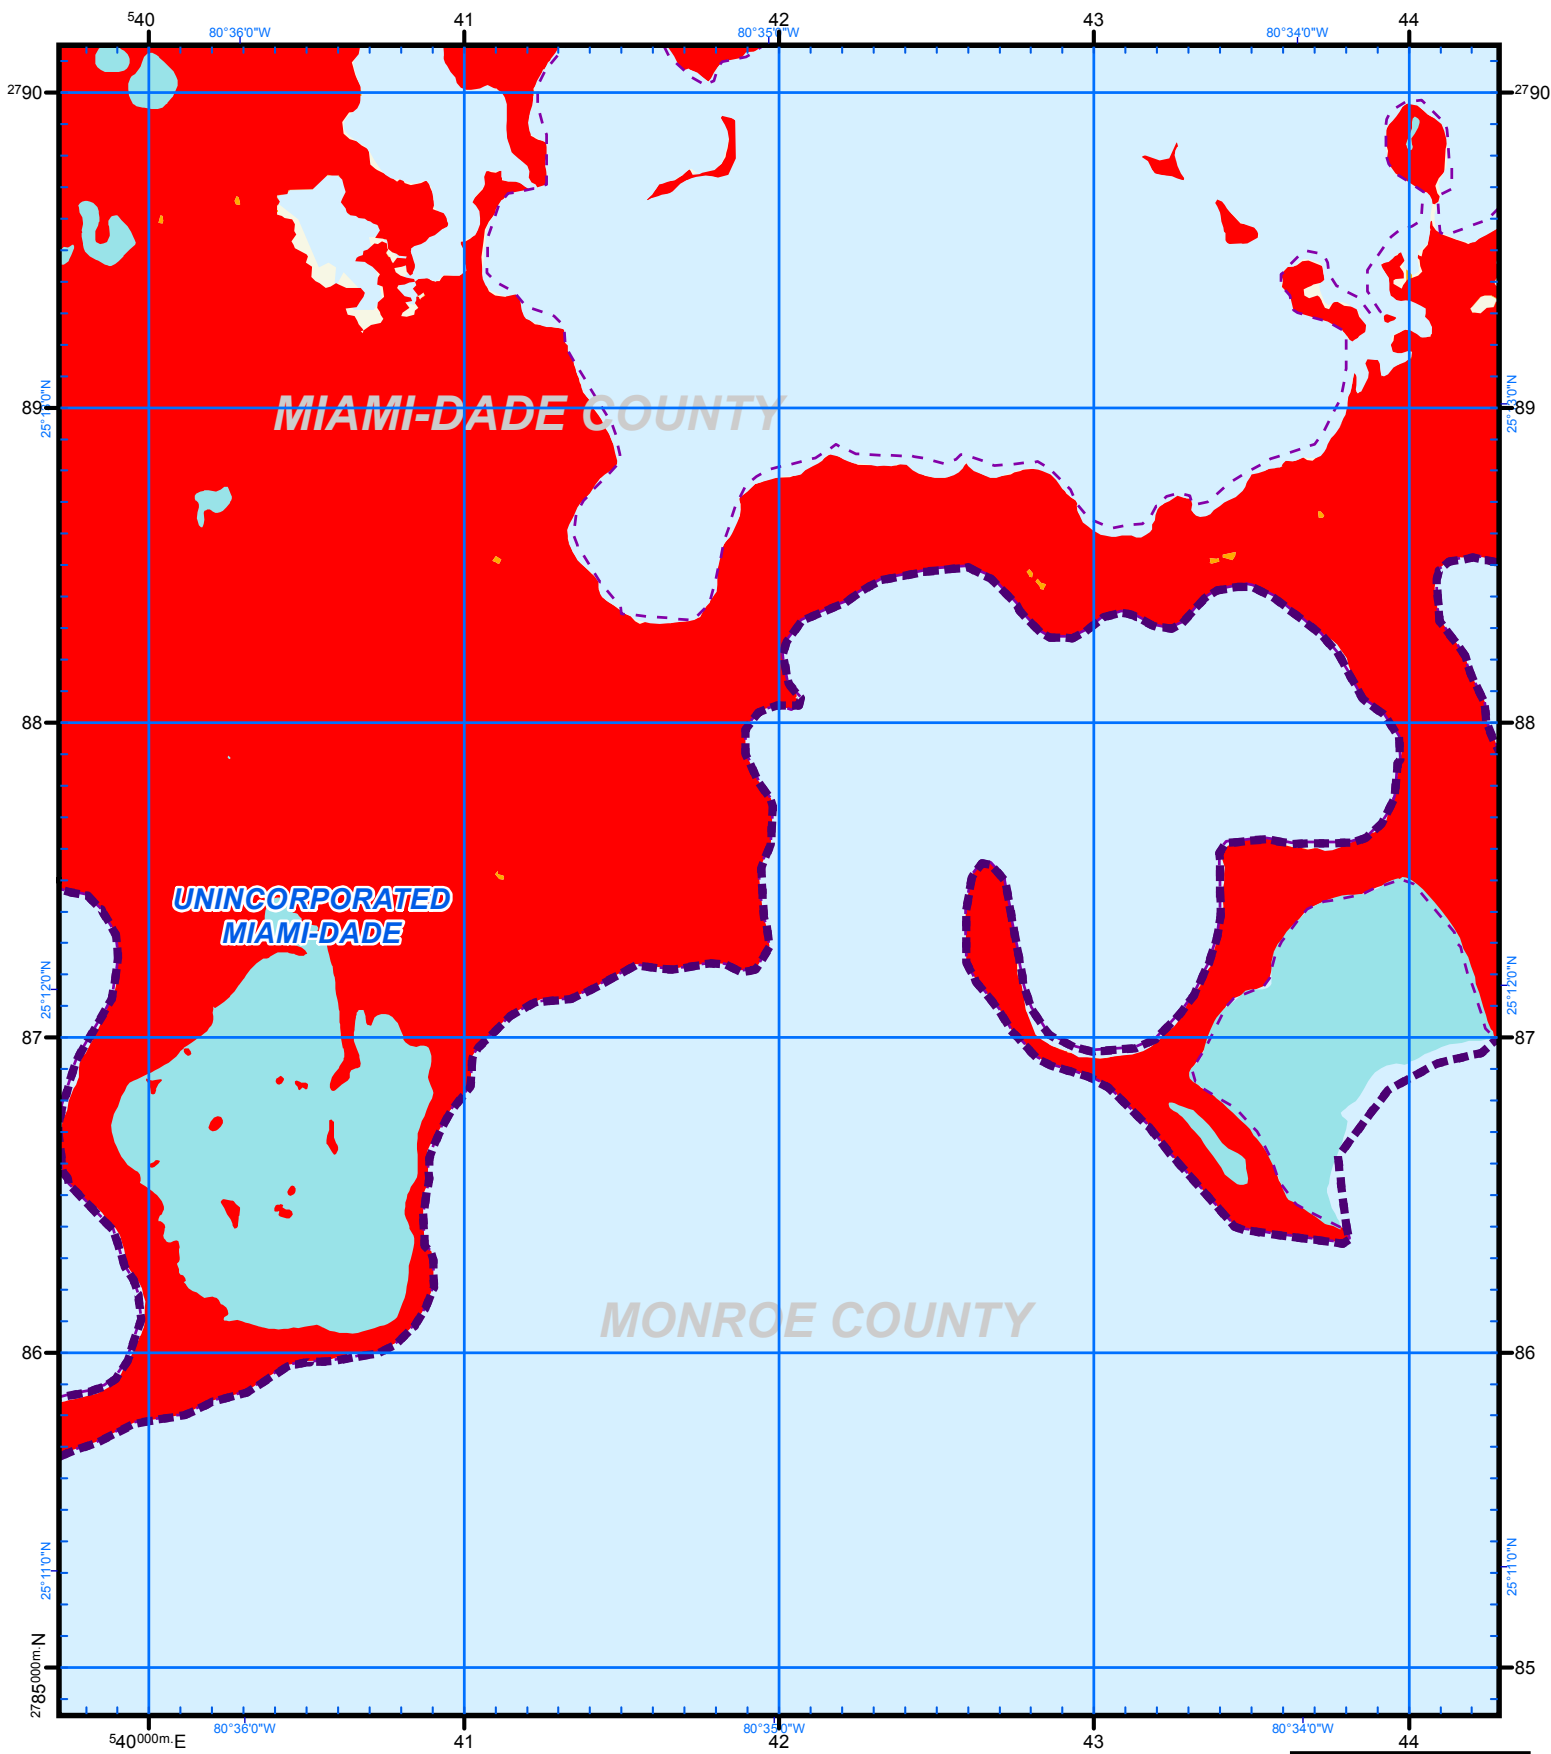 ⁵40 41 42 43 44
80°36'0"W 80°35'0"W 80°34'0"W
²⁷90 ²⁷90
MIAMI-DADE COUNTY
89 89
25°13'0"N 25°13'0"N
88 88
UNINCORPORATED
MIAMI-DADE
25°12'0"N 25°12'0"N
87 87
MONROE COUNTY
86 86
25°11'0"N 25°11'0"N
2785⁰⁰⁰ᵐ·N 85
80°36'0"W 80°35'0"W 80°34'0"W
⁵40⁰⁰⁰ᵐ·E 41 42 43 44